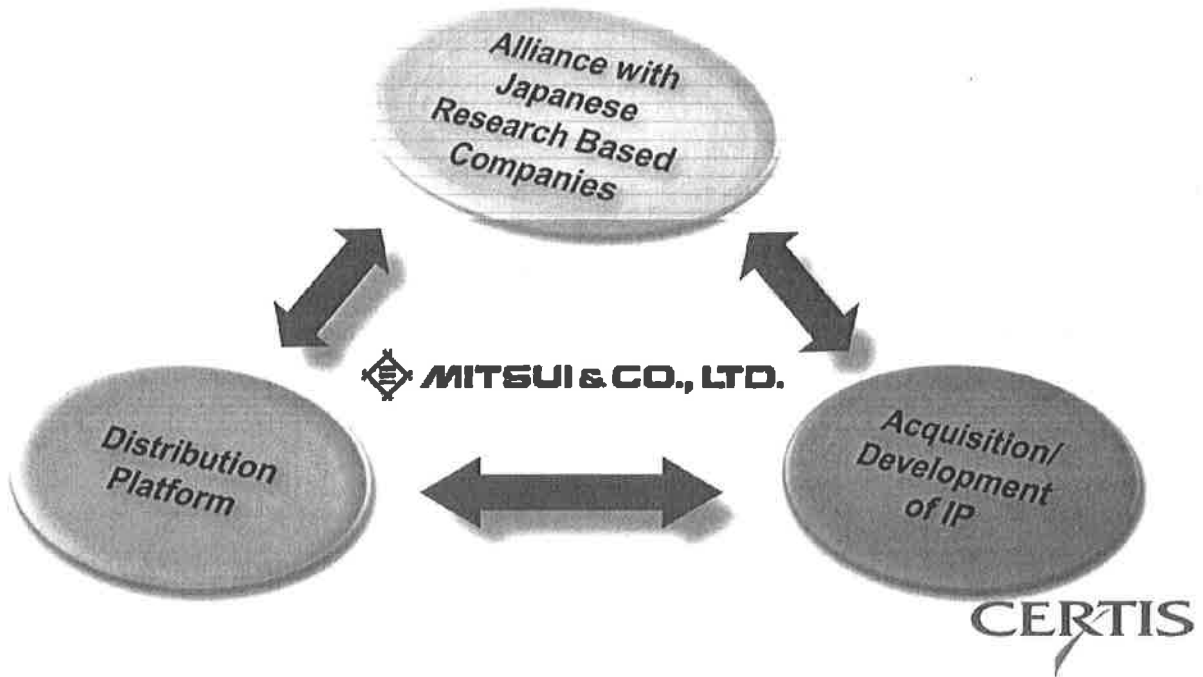 Alliance with
Japanese
Research Based
Companies
MITSUI & CO., LTD.
Distribution
Platform
Acquisition/
Development
of IP
CERTIS